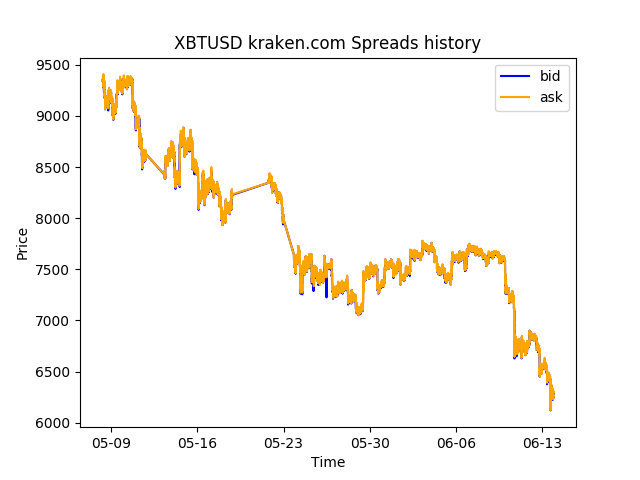 XBTUSD kraken.com Spreads history
bid
ask
9500
9000
8500
8000
7500
7000
6500
6000
Price
05-09 05-16 05-23 05-30 06-06 06-13
Time